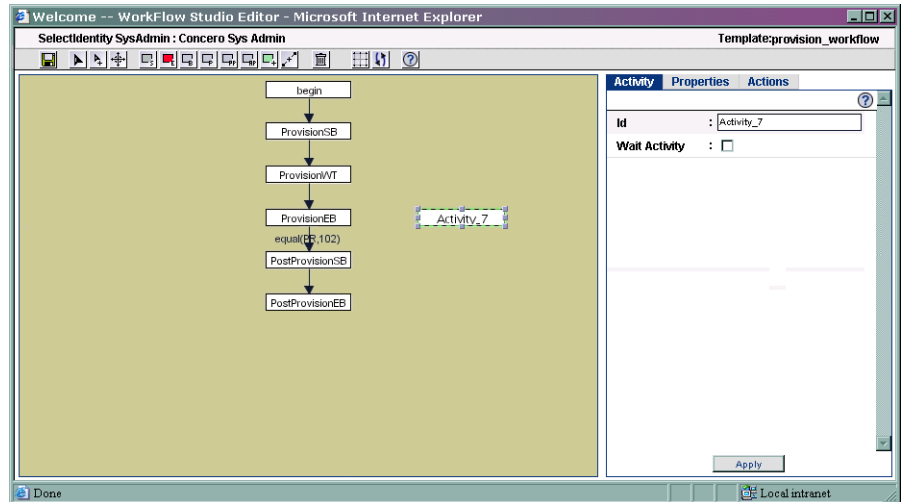 Welcome -- WorkFlow Studio Editor - Microsoft Internet Explorer
SelectIdentity SysAdmin : Concero Sys Admin
Template:provision_workflow
Activity Properties Actions
begin
Id : Activity_7
ProvisionSB
Wait Activity :
ProvisionWT
ProvisionEB
Activity_7
equal(PR,102)
PostProvisionSB
PostProvisionEB
Apply
Done
Local intranet